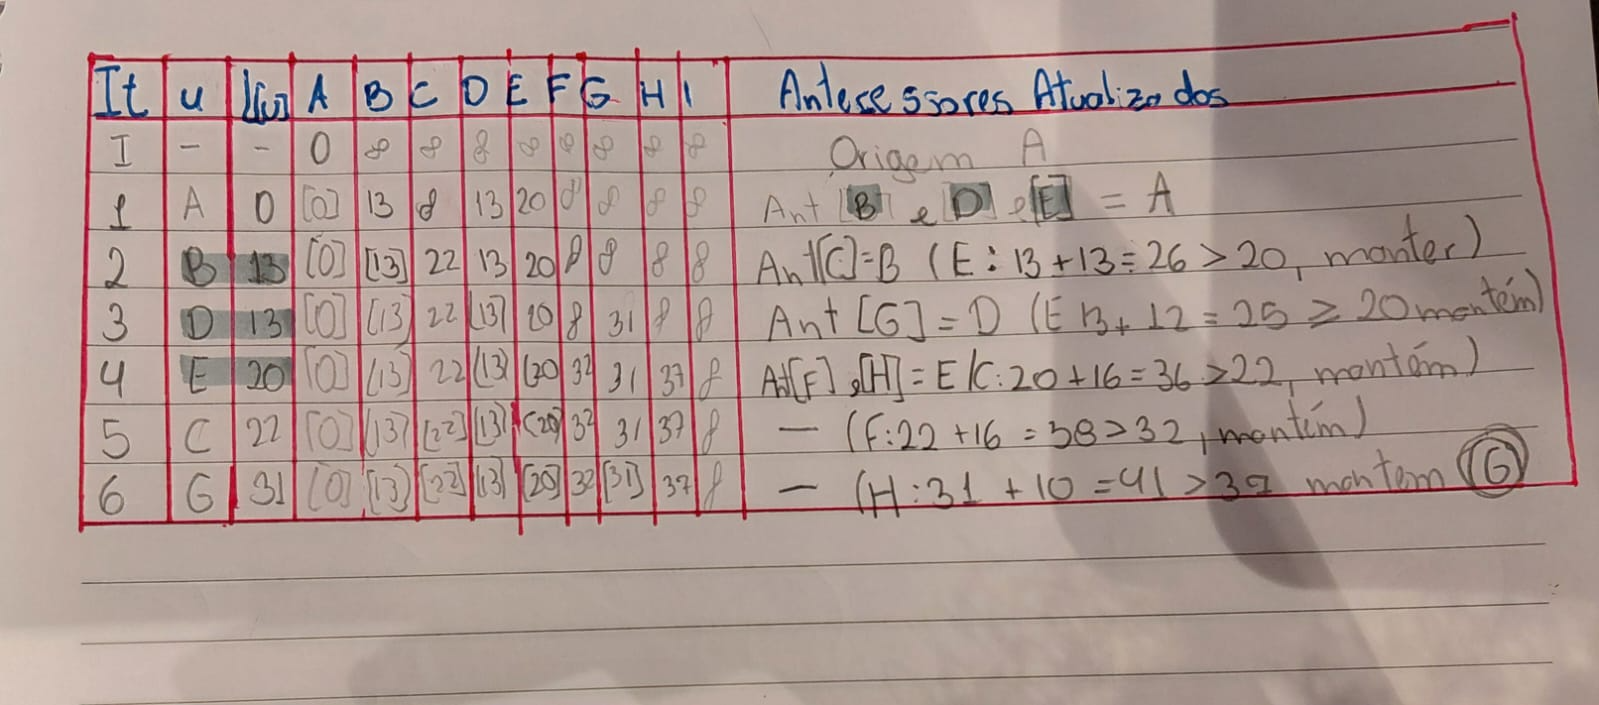 It u l(u) A B C D E F G H I Antecessores Atualizados
I - - 0 ∞ ∞ ∞ ∞ ∞ ∞ ∞ ∞ Origem A
1 A 0 [0] 13 ∞ 13 20 ∞ ∞ ∞ ∞ Ant [B] e [D] e [E] = A
2 B 13 [0] [13] 22 13 20 ∞ ∞ ∞ ∞ Ant[C]=B (E: 13+13=26>20, manter)
3 D 13 [0] [13] 22 [13] 20 ∞ 31 ∞ ∞ Ant [G] = D (E 13+12=25 ≥ 20 mantém)
4 E 20 [0] [13] 22 [13] [20 32 31 37 ∞ Ant[F], [H]=E (C:20+16=36>22, mantém)
5 C 22 [0] [13] [22] [13] [20] 32 31 37 ∞ — (F:22+16=38>32, mantém)
6 G 31 [0] [13] [22] [13] [20] 32 [31] 37 ∞ — (H:31+10=41>37 mantem (G)